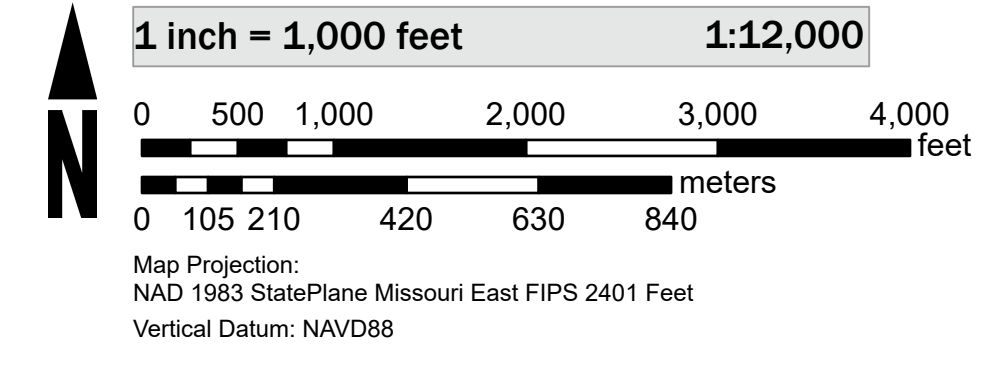 1 inch = 1,000 feet 1:12,000
0 500 1,000 2,000 3,000 4,000
feet
N
meters
0 105 210 420 630 840
Map Projection:
NAD 1983 StatePlane Missouri East FIPS 2401 Feet
Vertical Datum: NAVD88